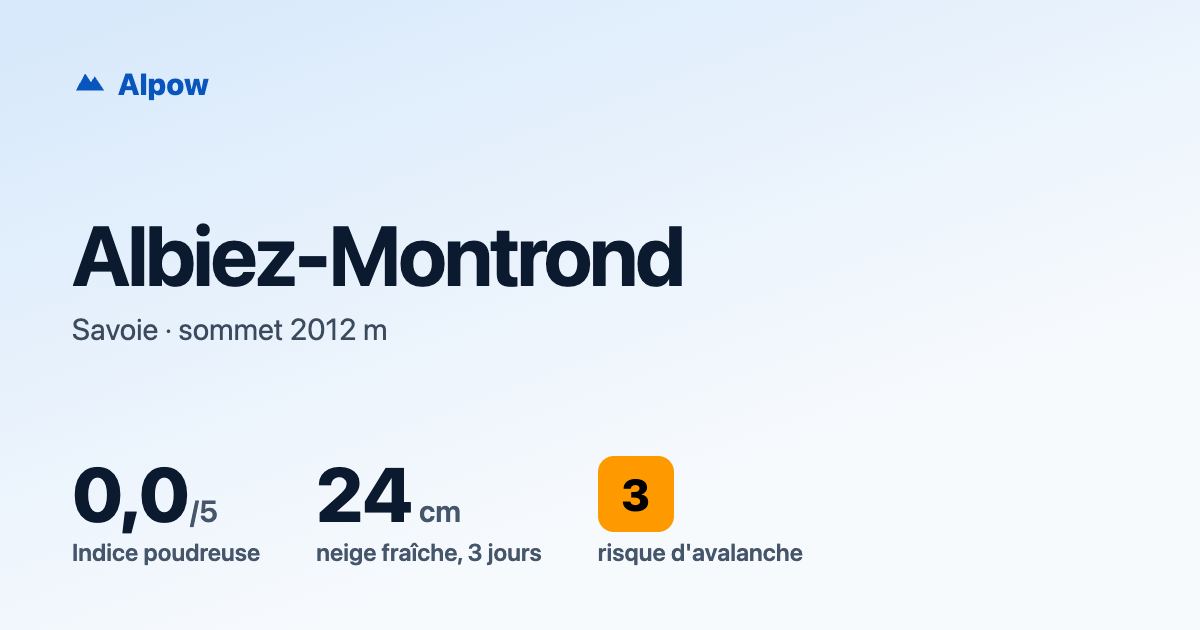 Alpow
Albiez-Montrond
Savoie · sommet 2012 m
0,0/5
Indice poudreuse
24 cm
neige fraîche, 3 jours
3
risque d'avalanche